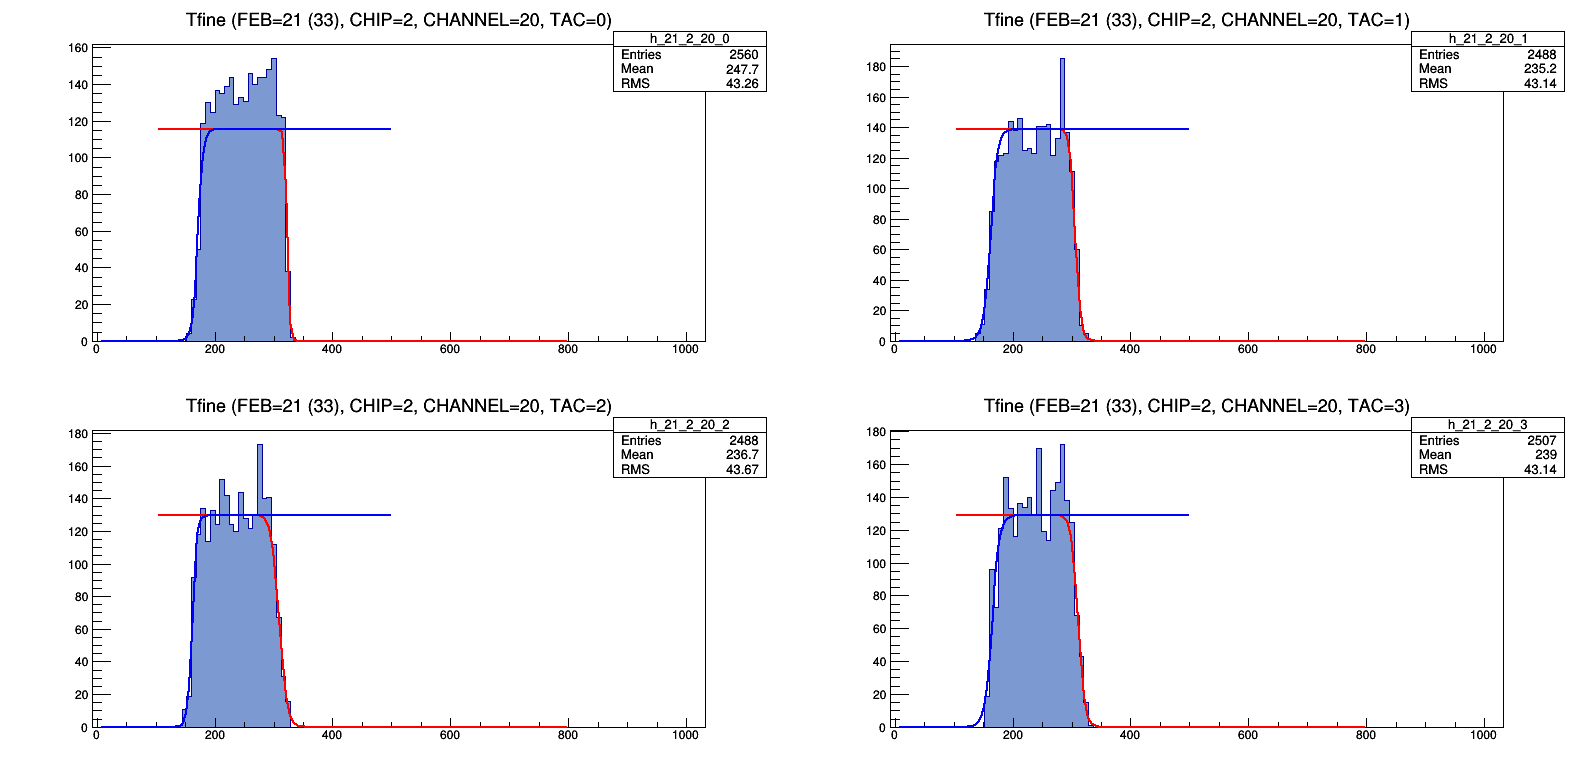 Tfine (FEB=21 (33), CHIP=2, CHANNEL=20, TAC=0)
h_21_2_20_0
Entries 2560
Mean 247.7
RMS 43.26
160
140
120
100
80
60
40
20
0
0 200 400 600 800 1000
Tfine (FEB=21 (33), CHIP=2, CHANNEL=20, TAC=1)
h_21_2_20_1
Entries 2488
Mean 235.2
RMS 43.14
180
160
140
120
100
80
60
40
20
0
0 200 400 600 800 1000
Tfine (FEB=21 (33), CHIP=2, CHANNEL=20, TAC=2)
h_21_2_20_2
Entries 2488
Mean 236.7
RMS 43.67
180
160
140
120
100
80
60
40
20
0
0 200 400 600 800 1000
Tfine (FEB=21 (33), CHIP=2, CHANNEL=20, TAC=3)
h_21_2_20_3
Entries 2507
Mean 239
RMS 43.14
180
160
140
120
100
80
60
40
20
0
0 200 400 600 800 1000